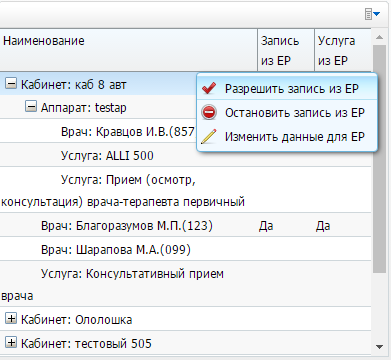 Наименование
Запись из ЕР
Услуга из ЕР
Кабинет: каб 8 авт
Аппарат: testap
Врач: Кравцов И.В.(857
Услуга: ALLI 500
Услуга: Прием (осмотр,
консультация) врача-терапевта первичный
Врач: Благоразумов М.П.(123) Да Да
Врач: Шарапова М.А.(099)
Услуга: Консультативный прием
врача
Кабинет: Ололошка
Кабинет: тестовый 505
Разрешить запись из ЕР
Остановить запись из ЕР
Изменить данные для ЕР